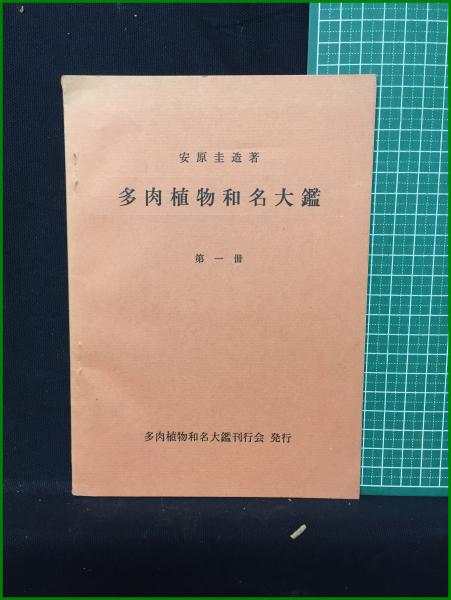 安原圭造著
多肉植物和名大鑑
第一冊
多肉植物和名大鑑刊行会 発行